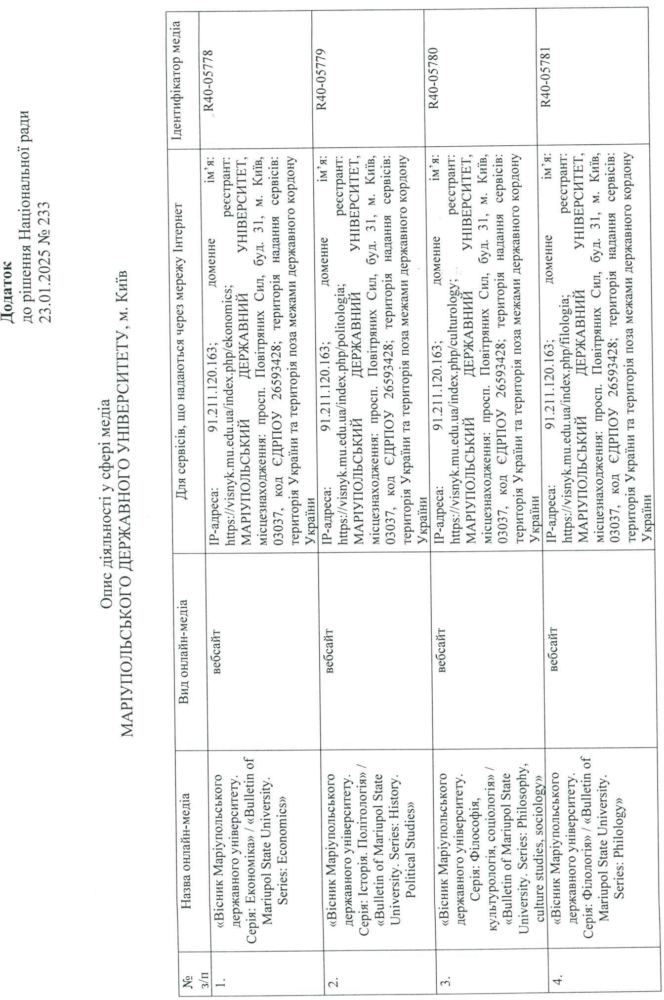 Додаток
до рішення Національної ради
23.01.2025 № 233
Опис діяльності у сфері медіа
МАРІУПОЛЬСЬКОГО ДЕРЖАВНОГО УНІВЕРСИТЕТУ, м. Київ
№
з/п
Назва онлайн-медіа
Вид онлайн-медіа
Для сервісів, що надаються через мережу Інтернет
Ідентифікатор медіа
1.
«Вісник Маріупольського
державного університету.
Серія: Економіка» / «Bulletin of
Mariupol State University.
Series: Economics»
вебсайт
IP-адреса: 91.211.120.163; доменне ім’я:
https://visnyk.mu.edu.ua/index.php/ekonomics; реєстрант:
МАРІУПОЛЬСЬКИЙ ДЕРЖАВНИЙ УНІВЕРСИТЕТ,
місцезнаходження: просп. Повітряних Сил, буд. 31, м. Київ,
03037, код ЄДРПОУ 26593428; територія надання сервісів:
територія України та територія поза межами державного кордону
України
R40-05778
2.
«Вісник Маріупольського
державного університету.
Серія: Історія. Політологія» /
«Bulletin of Mariupol State
University. Series: History.
Political Studies»
вебсайт
IP-адреса: 91.211.120.163; доменне ім’я:
https://visnyk.mu.edu.ua/index.php/politologia; реєстрант:
МАРІУПОЛЬСЬКИЙ ДЕРЖАВНИЙ УНІВЕРСИТЕТ,
місцезнаходження: просп. Повітряних Сил, буд. 31, м. Київ,
03037, код ЄДРПОУ 26593428; територія надання сервісів:
територія України та територія поза межами державного кордону
України
R40-05779
3.
«Вісник Маріупольського
державного університету.
Серія: Філософія,
культурологія, соціологія» /
«Bulletin of Mariupol State
University. Series: Philosophy,
culture studies, sociology»
вебсайт
IP-адреса: 91.211.120.163; доменне ім’я:
https://visnyk.mu.edu.ua/index.php/culturology; реєстрант:
МАРІУПОЛЬСЬКИЙ ДЕРЖАВНИЙ УНІВЕРСИТЕТ,
місцезнаходження: просп. Повітряних Сил, буд. 31, м. Київ,
03037, код ЄДРПОУ 26593428; територія надання сервісів:
територія України та територія поза межами державного кордону
України
R40-05780
4.
«Вісник Маріупольського
державного університету.
Серія: Філологія» / «Bulletin of
Mariupol State University.
Series: Philology»
вебсайт
IP-адреса: 91.211.120.163; доменне ім’я:
https://visnyk.mu.edu.ua/index.php/filologia; реєстрант:
МАРІУПОЛЬСЬКИЙ ДЕРЖАВНИЙ УНІВЕРСИТЕТ,
місцезнаходження: просп. Повітряних Сил, буд. 31, м. Київ,
03037, код ЄДРПОУ 26593428; територія надання сервісів:
територія України та територія поза межами державного кордону
України
R40-05781